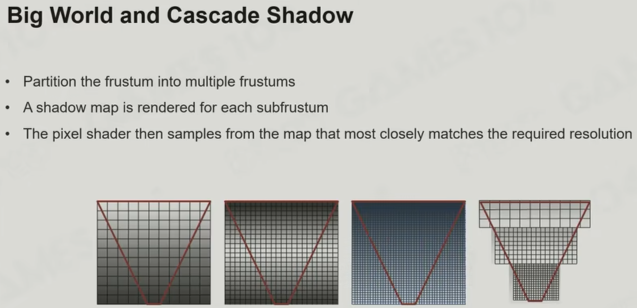 Big World and Cascade Shadow
• Partition the frustum into multiple frustums
• A shadow map is rendered for each subfrustum
• The pixel shader then samples from the map that most closely matches the required resolution